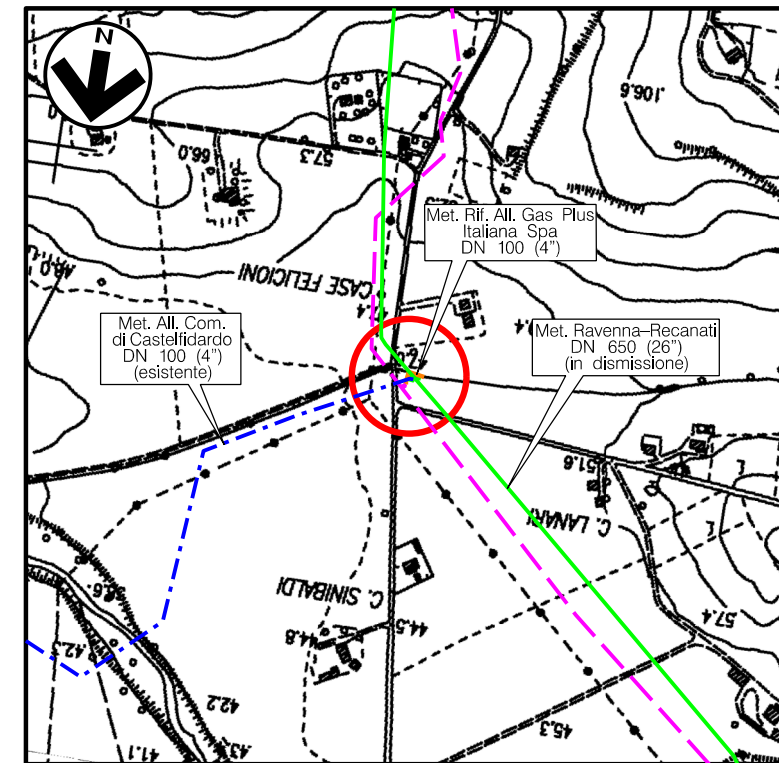 N
106.6
66.0
57.3
Met. Rif. All. Gas Plus
Italiana Spa
DN 100 (4")
CASE FELICIONI
Met. All. Com.
di Castelfidardo
DN 100 (4")
(esistente)
Met. Ravenna–Recanati
DN 650 (26")
(in dismissione)
51.6
C. LANARI
C. SINIBALDI
44.5
44.8
57.4
42.3
42.2
45.3
41.1